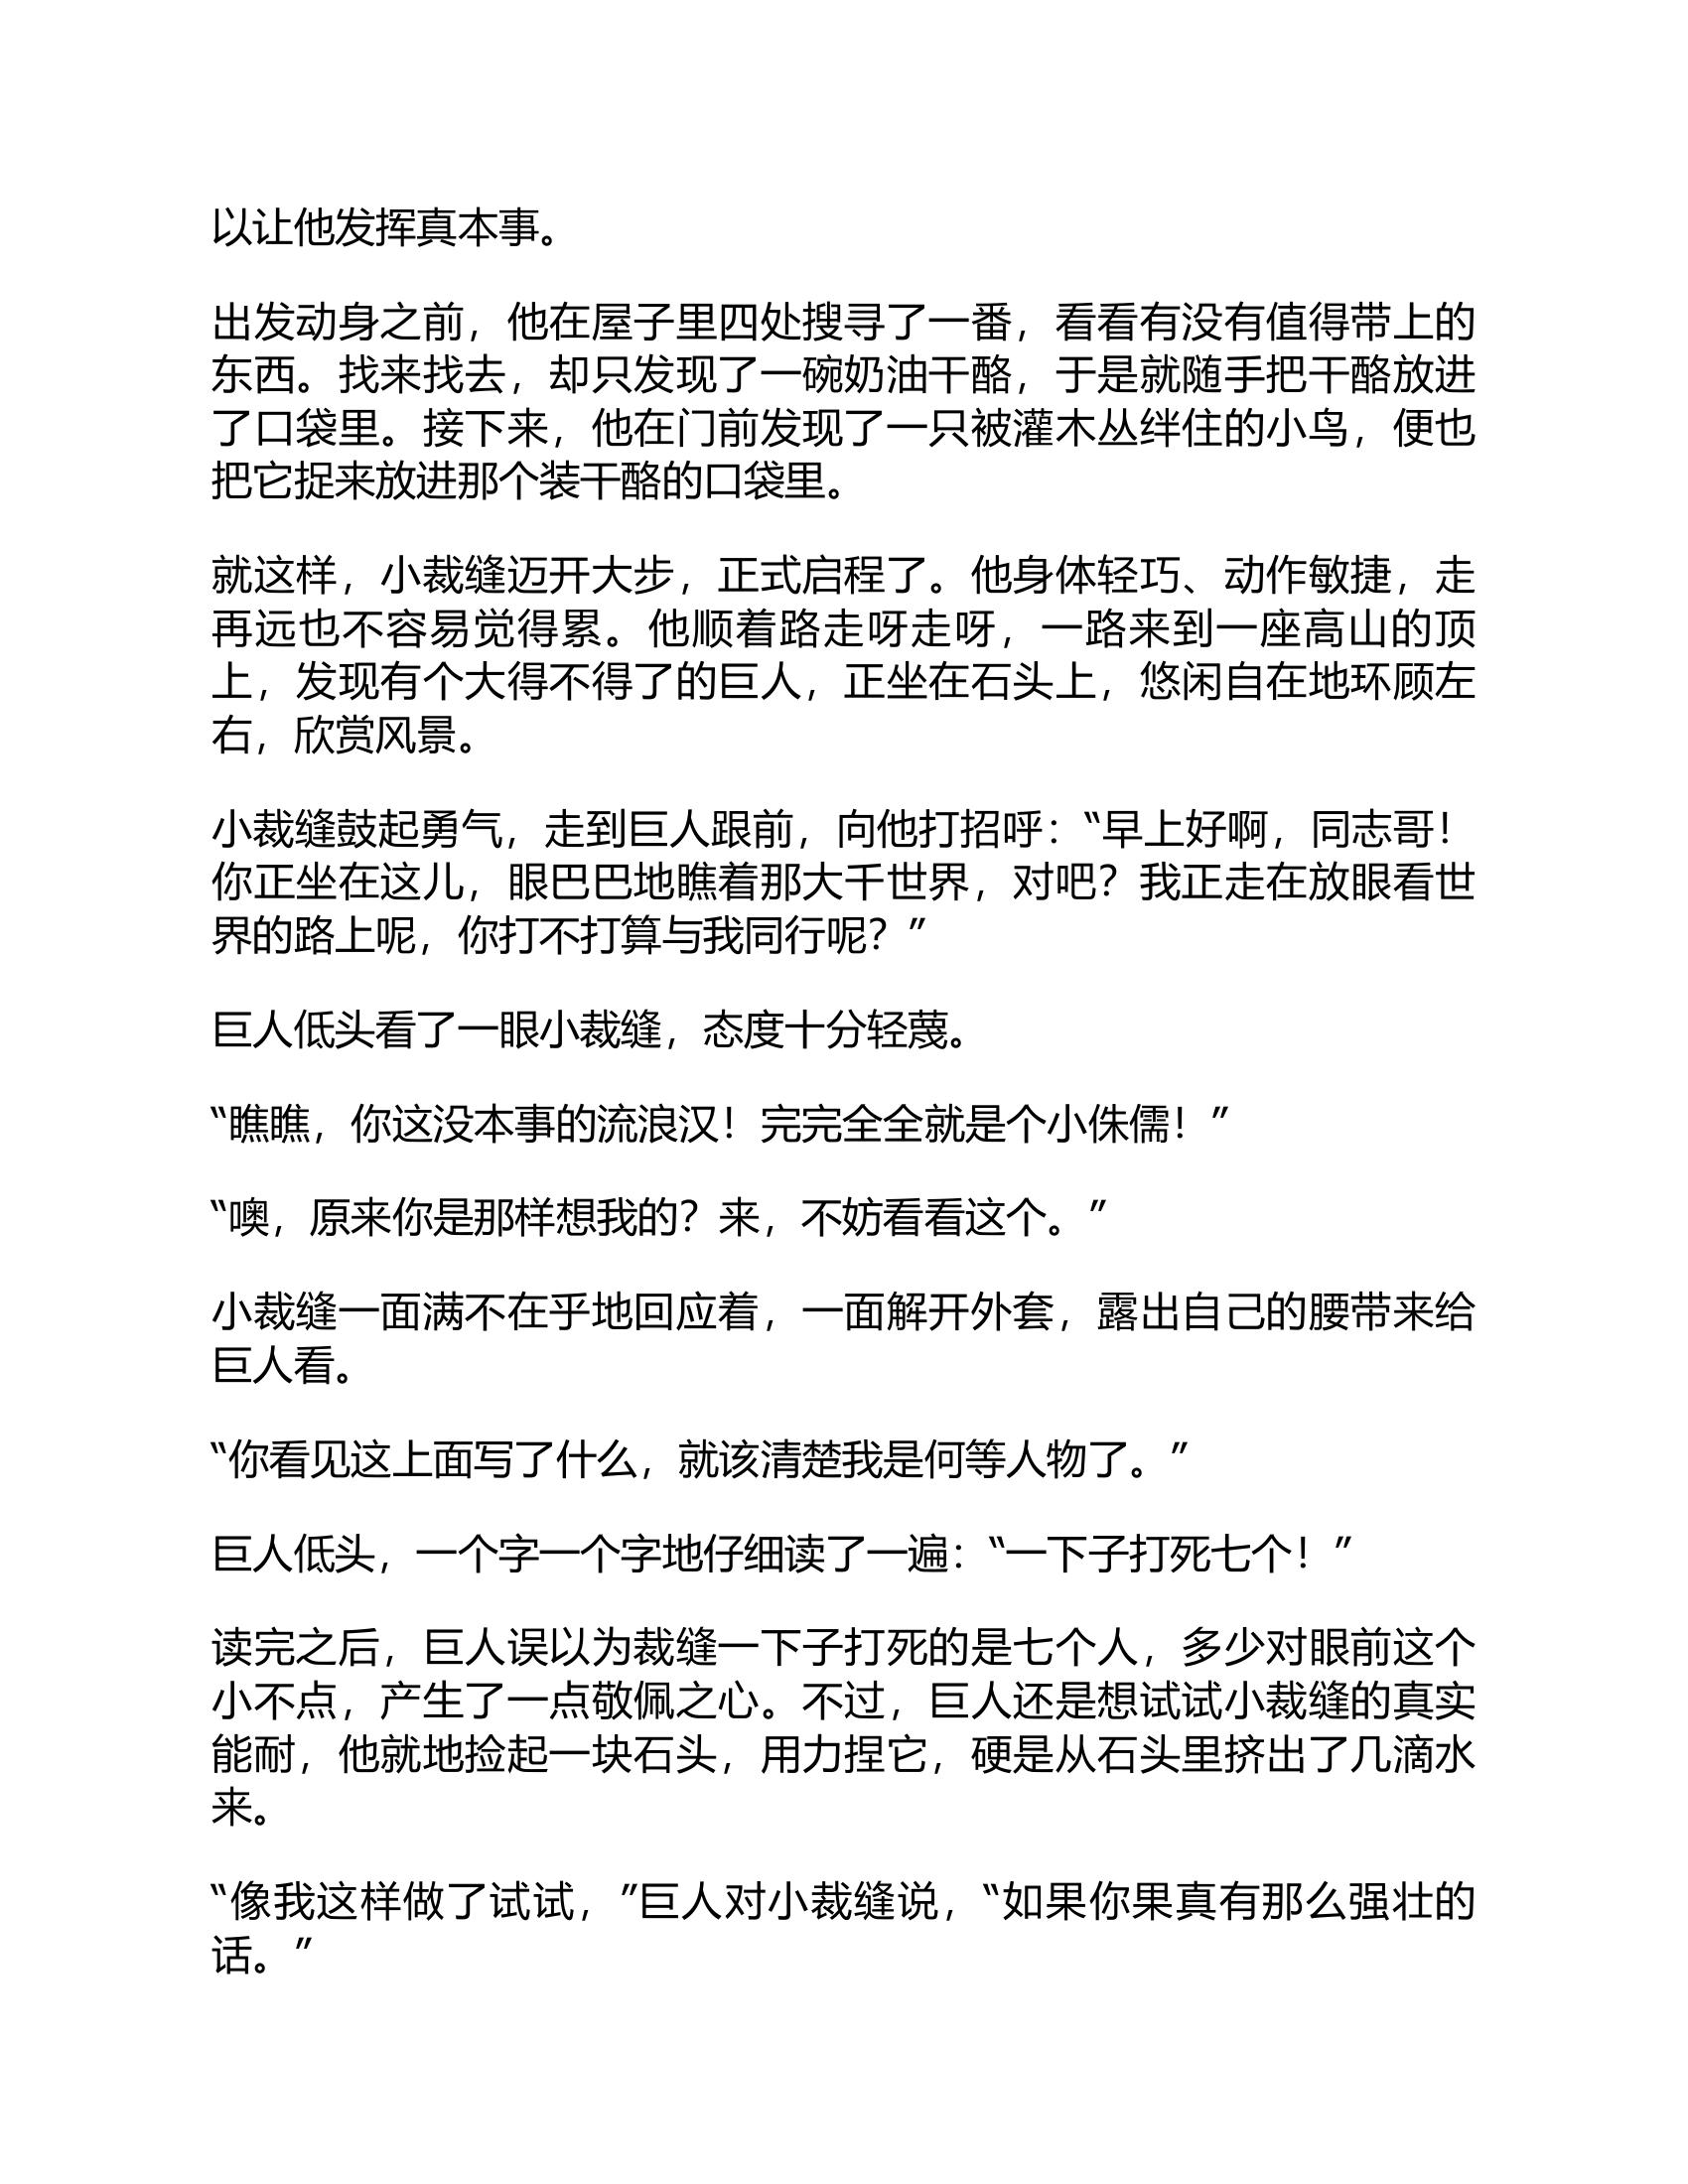 以让他发挥真本事。
出发动身之前，他在屋子里四处搜寻了一番，看看有没有值得带上的
东西。找来找去，却只发现了一碗奶油干酪，于是就随手把干酪放进
了口袋里。接下来，他在门前发现了一只被灌木丛绊住的小鸟，便也
把它捉来放进那个装干酪的口袋里。
就这样，小裁缝迈开大步，正式启程了。他身体轻巧、动作敏捷，走
再远也不容易觉得累。他顺着路走呀走呀，一路来到一座高山的顶
上，发现有个大得不得了的巨人，正坐在石头上，悠闲自在地环顾左
右，欣赏风景。
小裁缝鼓起勇气，走到巨人跟前，向他打招呼：“早上好啊，同志哥！
你正坐在这儿，眼巴巴地瞧着那大千世界，对吧？我正走在放眼看世
界的路上呢，你打不打算与我同行呢？”
巨人低头看了一眼小裁缝，态度十分轻蔑。
“瞧瞧，你这没本事的流浪汉！完完全全就是个小侏儒！”
“噢，原来你是那样想我的？来，不妨看看这个。”
小裁缝一面满不在乎地回应着，一面解开外套，露出自己的腰带来给
巨人看。
“你看见这上面写了什么，就该清楚我是何等人物了。”
巨人低头，一个字一个字地仔细读了一遍：“一下子打死七个！”
读完之后，巨人误以为裁缝一下子打死的是七个人，多少对眼前这个
小不点，产生了一点敬佩之心。不过，巨人还是想试试小裁缝的真实
能耐，他就地捡起一块石头，用力捏它，硬是从石头里挤出了几滴水
来。
“像我这样做了试试，”巨人对小裁缝说，“如果你果真有那么强壮的
话。”